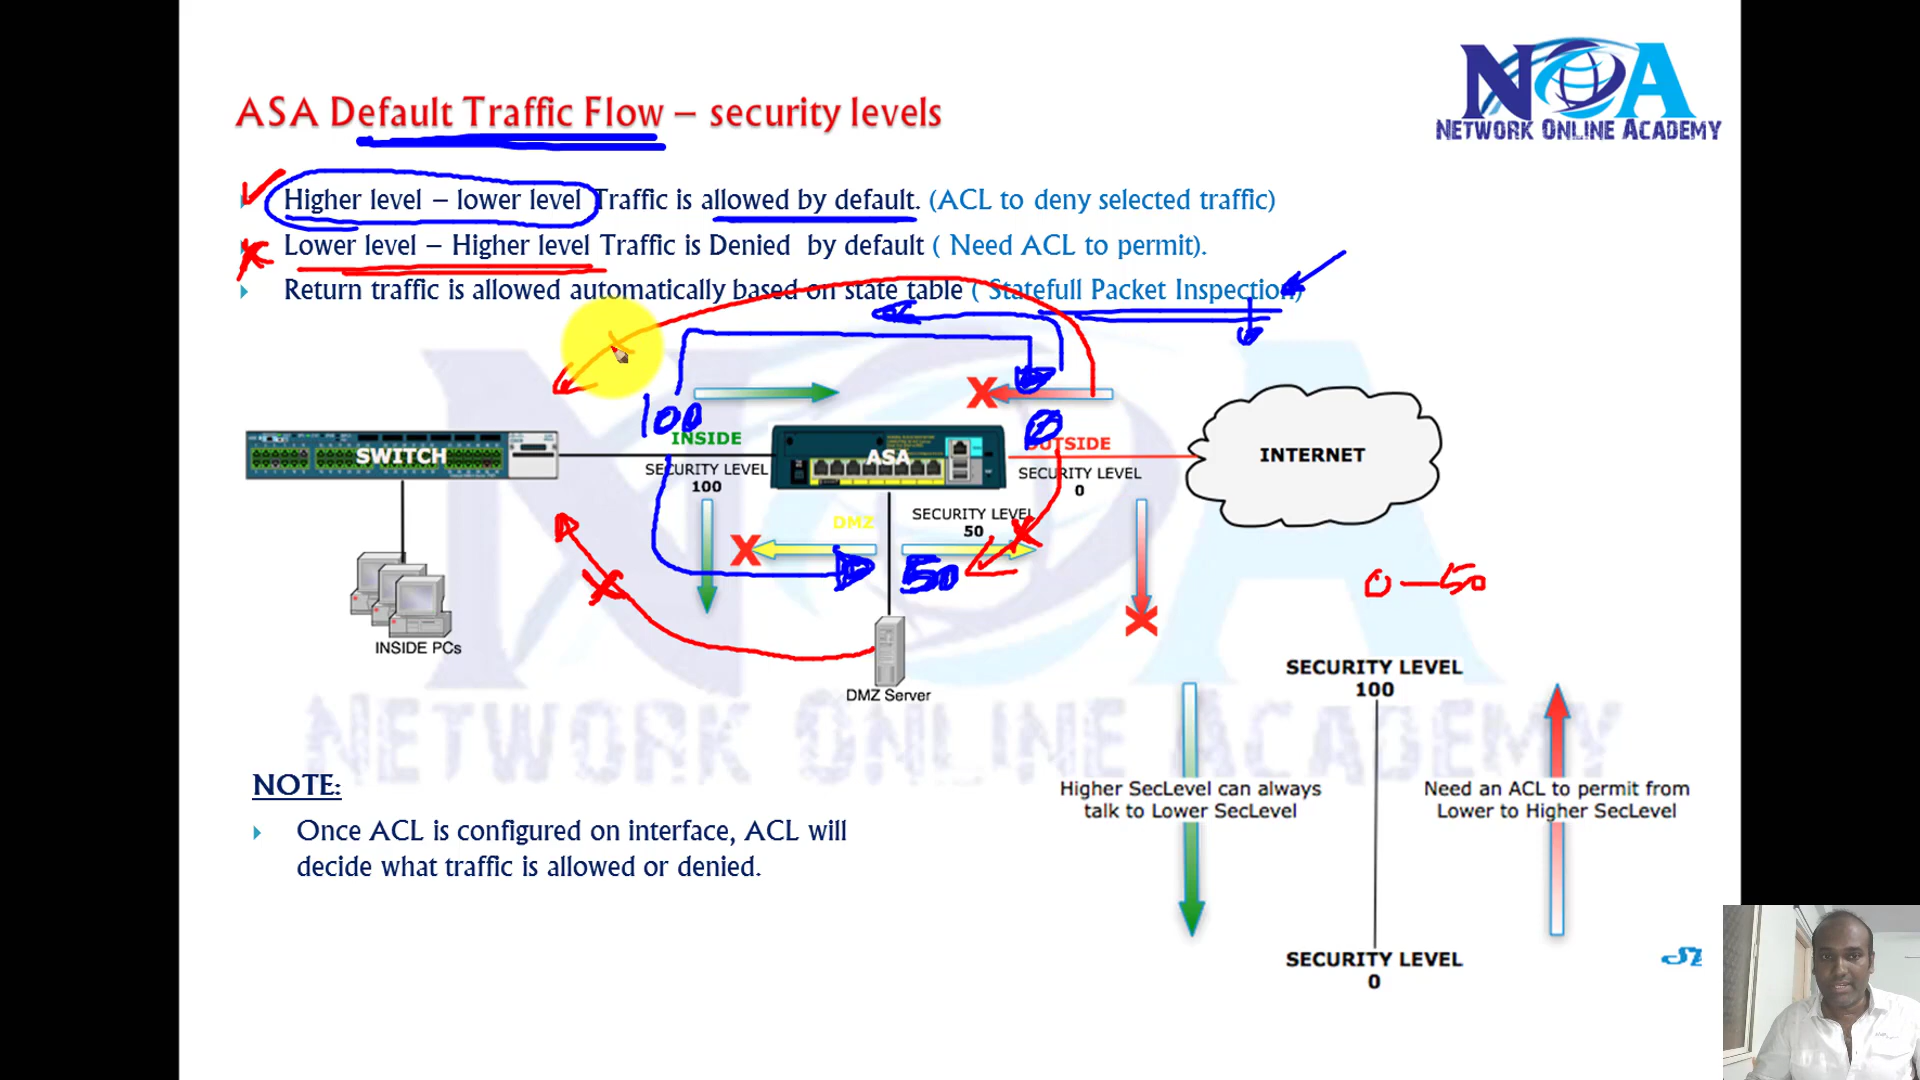 NOA
NETWORK ONLINE ACADEMY
ASA Default Traffic Flow – security levels
Higher level – lower level Traffic is allowed by default. (ACL to deny selected traffic)
Lower level – Higher level Traffic is Denied by default ( Need ACL to permit).
Return traffic is allowed automatically based on state table ( Statefull Packet Inspection)
100
0
INSIDE
OUTSIDE
SWITCH
ASA
INTERNET
SECURITY LEVEL
100
SECURITY LEVEL
0
DMZ
SECURITY LEVEL
50
50
0 — 50
INSIDE PCs
DMZ Server
SECURITY LEVEL
100
NETWORK ONLINE ACADEMY
NOTE:
Once ACL is configured on interface, ACL will
decide what traffic is allowed or denied.
Higher SecLevel can always
talk to Lower SecLevel
Need an ACL to permit from
Lower to Higher SecLevel
SECURITY LEVEL
0